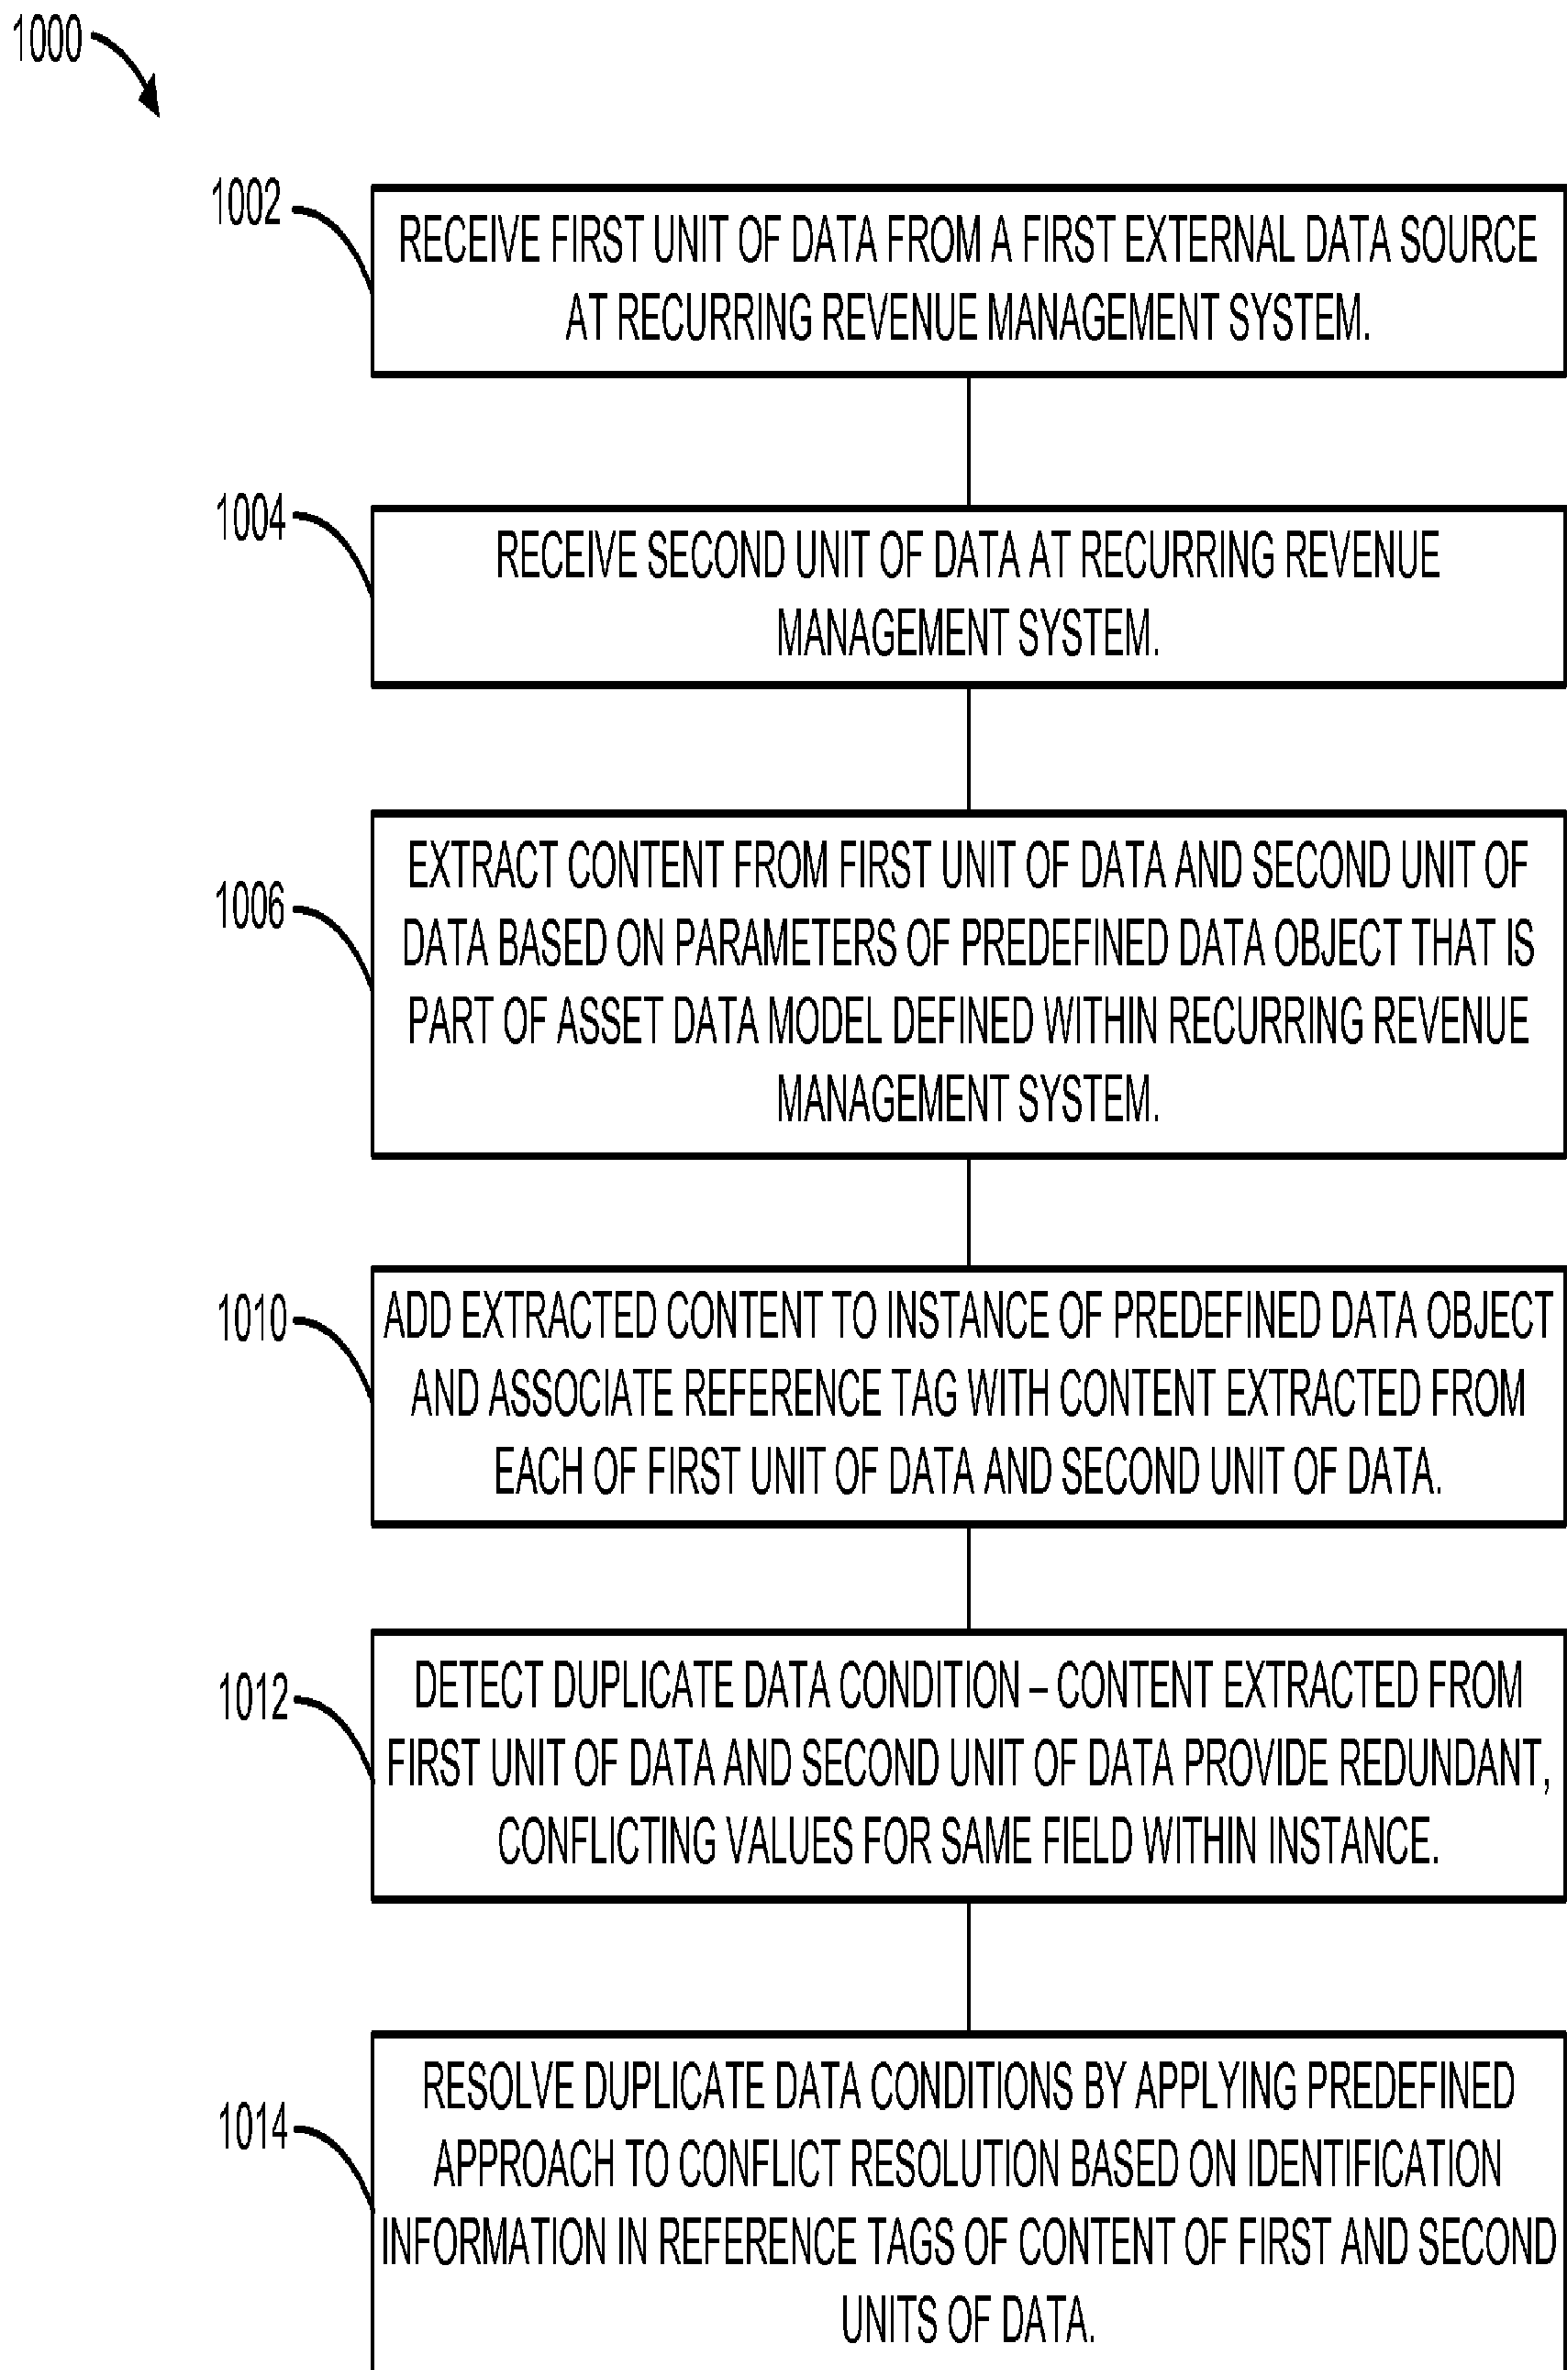 1000
1002
RECEIVE FIRST UNIT OF DATA FROM A FIRST EXTERNAL DATA SOURCE
AT RECURRING REVENUE MANAGEMENT SYSTEM.
1004
RECEIVE SECOND UNIT OF DATA AT RECURRING REVENUE
MANAGEMENT SYSTEM.
1006
EXTRACT CONTENT FROM FIRST UNIT OF DATA AND SECOND UNIT OF
DATA BASED ON PARAMETERS OF PREDEFINED DATA OBJECT THAT IS
PART OF ASSET DATA MODEL DEFINED WITHIN RECURRING REVENUE
MANAGEMENT SYSTEM.
1010
ADD EXTRACTED CONTENT TO INSTANCE OF PREDEFINED DATA OBJECT
AND ASSOCIATE REFERENCE TAG WITH CONTENT EXTRACTED FROM
EACH OF FIRST UNIT OF DATA AND SECOND UNIT OF DATA.
1012
DETECT DUPLICATE DATA CONDITION – CONTENT EXTRACTED FROM
FIRST UNIT OF DATA AND SECOND UNIT OF DATA PROVIDE REDUNDANT,
CONFLICTING VALUES FOR SAME FIELD WITHIN INSTANCE.
1014
RESOLVE DUPLICATE DATA CONDITIONS BY APPLYING PREDEFINED
APPROACH TO CONFLICT RESOLUTION BASED ON IDENTIFICATION
INFORMATION IN REFERENCE TAGS OF CONTENT OF FIRST AND SECOND
UNITS OF DATA.